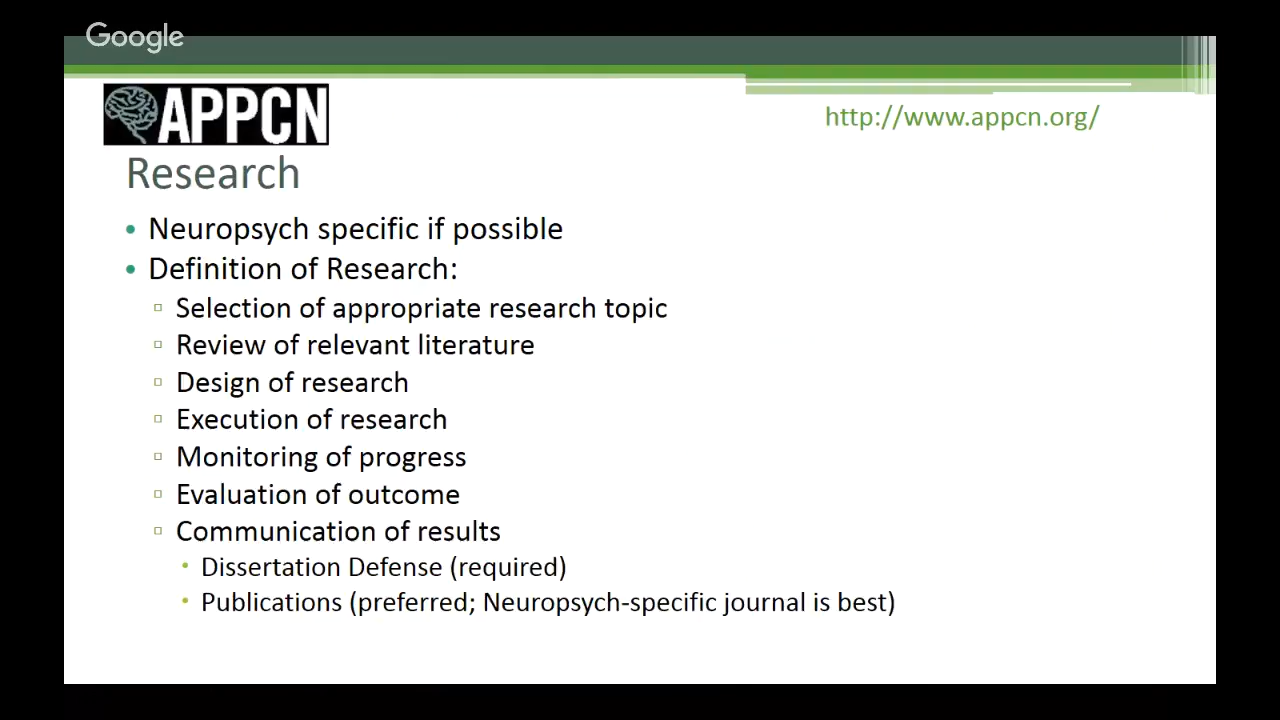 Google
APPCN
http://www.appcn.org/
Research
• Neuropsych specific if possible
• Definition of Research:
▫ Selection of appropriate research topic
▫ Review of relevant literature
▫ Design of research
▫ Execution of research
▫ Monitoring of progress
▫ Evaluation of outcome
▫ Communication of results
• Dissertation Defense (required)
• Publications (preferred; Neuropsych-specific journal is best)